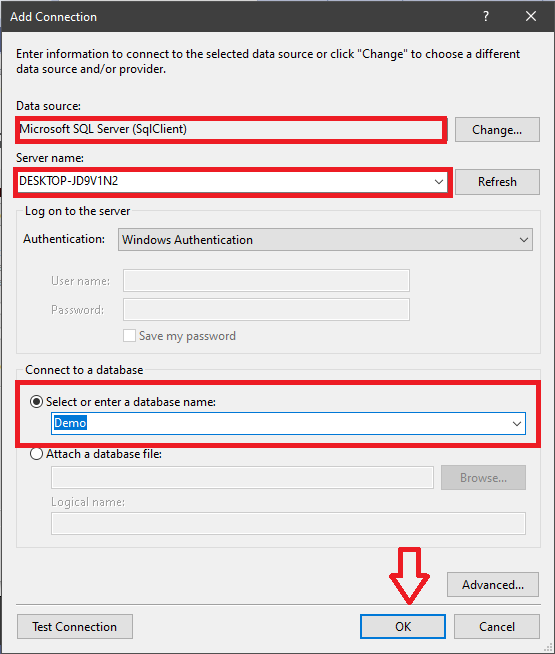 Add Connection
?
Enter information to connect to the selected data source or click "Change" to choose a different
data source and/or provider.
Data source:
Microsoft SQL Server (SqlClient)
Change...
Server name:
DESKTOP-JD9V1N2
Refresh
Log on to the server
Authentication:
Windows Authentication
User name:
Password:
Save my password
Connect to a database
Select or enter a database name:
Demo
Attach a database file:
Browse...
Logical name:
Advanced...
Test Connection
OK
Cancel